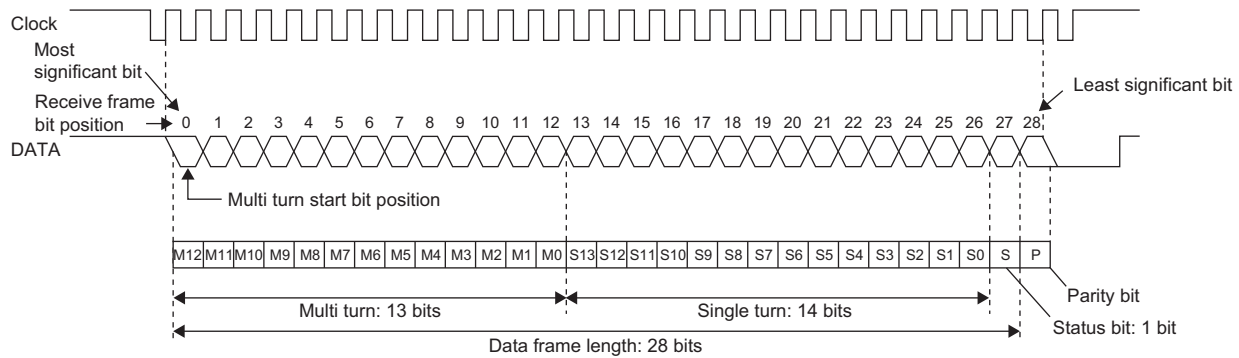 Clock
Most
significant bit
Least significant bit
Receive frame
bit position
0 1 2 3 4 5 6 7 8 9 10 11 12 13 14 15 16 17 18 19 20 21 22 23 24 25 26 27 28
DATA
Multi turn start bit position
M12 M11 M10 M9 M8 M7 M6 M5 M4 M3 M2 M1 M0 S13 S12 S11 S10 S9 S8 S7 S6 S5 S4 S3 S2 S1 S0 S P
Parity bit
Multi turn: 13 bits
Single turn: 14 bits
Status bit: 1 bit
Data frame length: 28 bits